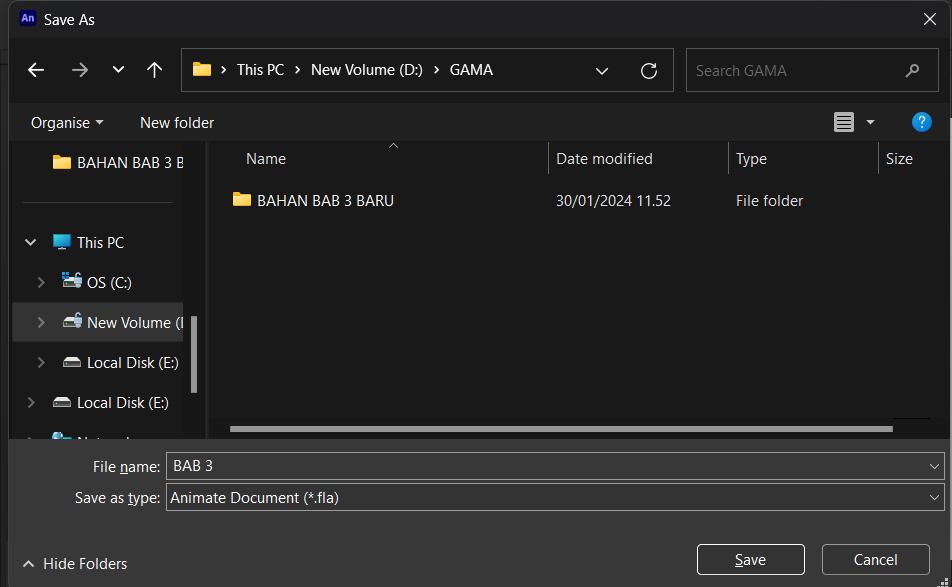 An Save As
This PC New Volume (D:) GAMA
Search GAMA
Organise New folder
?
Name Date modified Type Size
BAHAN BAB 3 B
BAHAN BAB 3 BARU 30/01/2024 11.52 File folder
This PC
OS (C:)
New Volume (
Local Disk (E:)
Local Disk (E:)
File name: BAB 3
Save as type: Animate Document (*.fla)
Hide Folders
Save Cancel